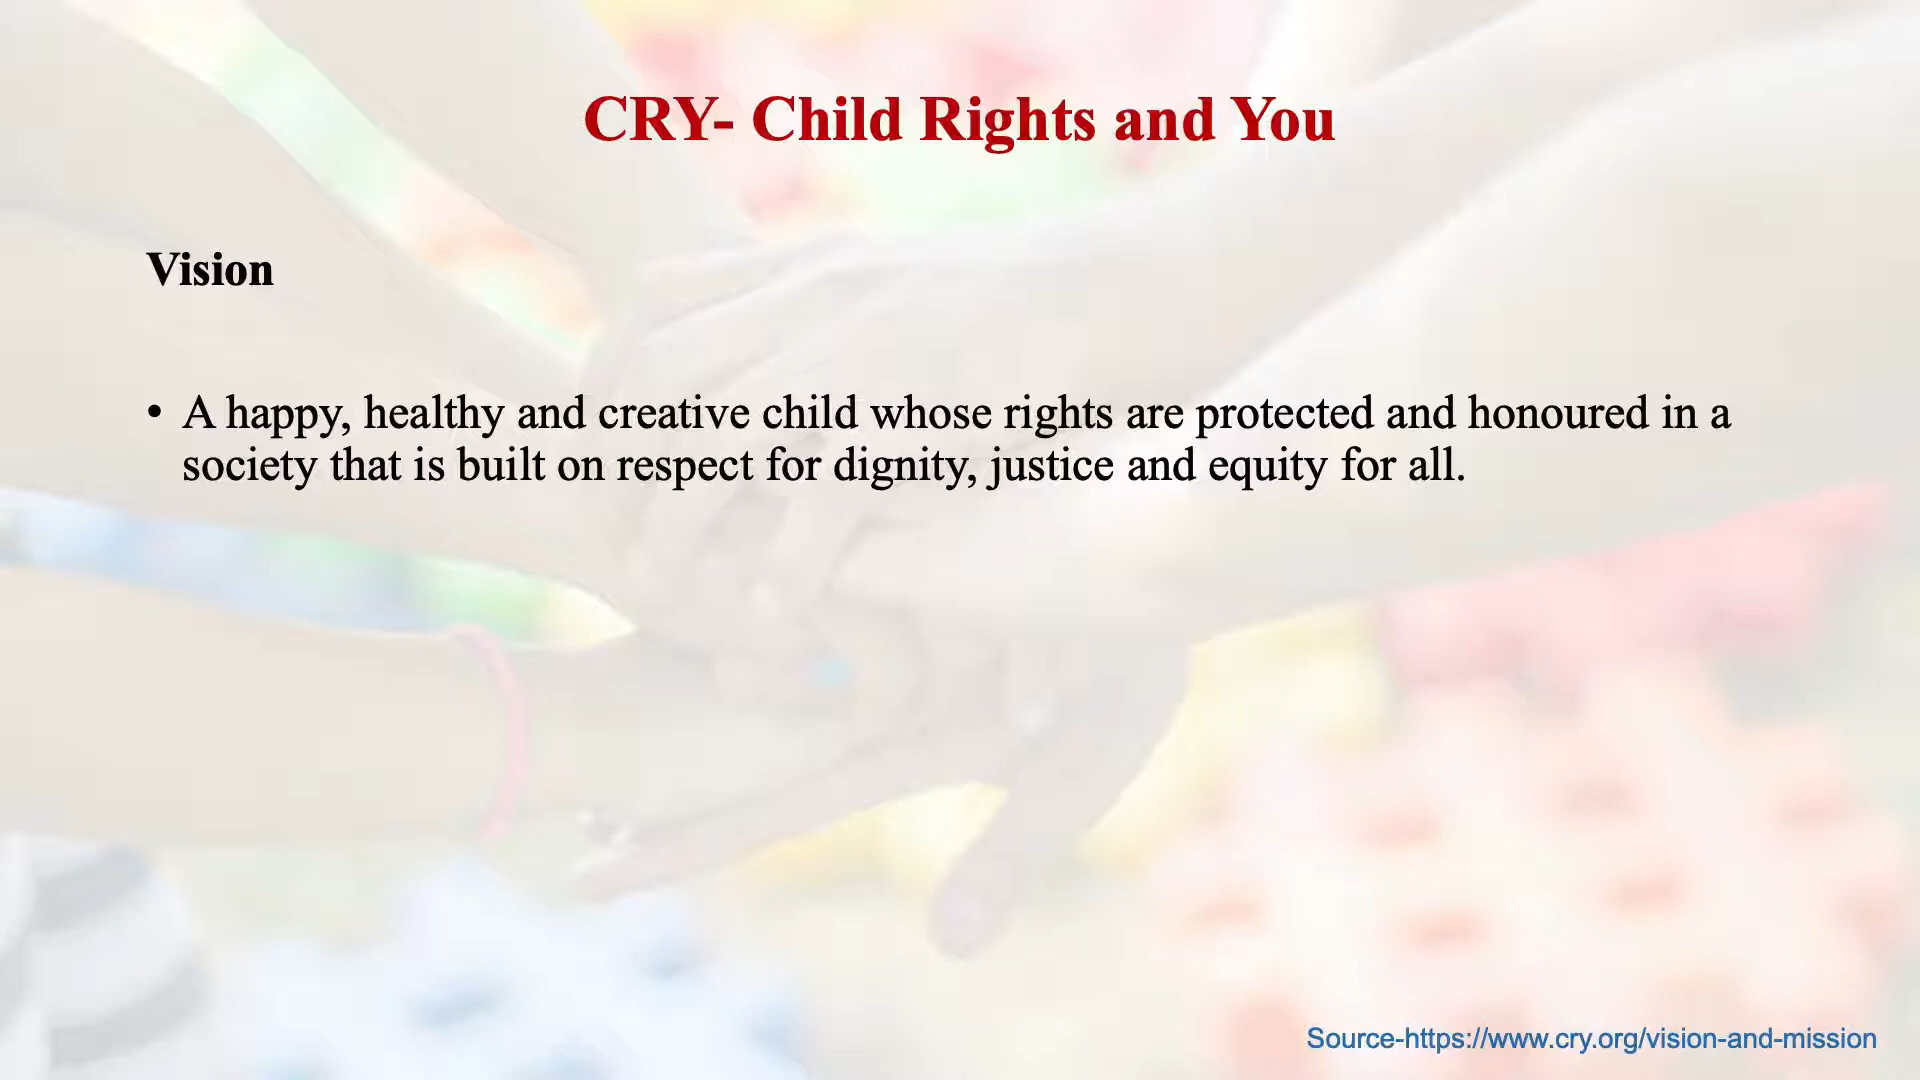 CRY- Child Rights and You
Vision
• A happy, healthy and creative child whose rights are protected and honoured in a
society that is built on respect for dignity, justice and equity for all.
Source-https://www.cry.org/vision-and-mission